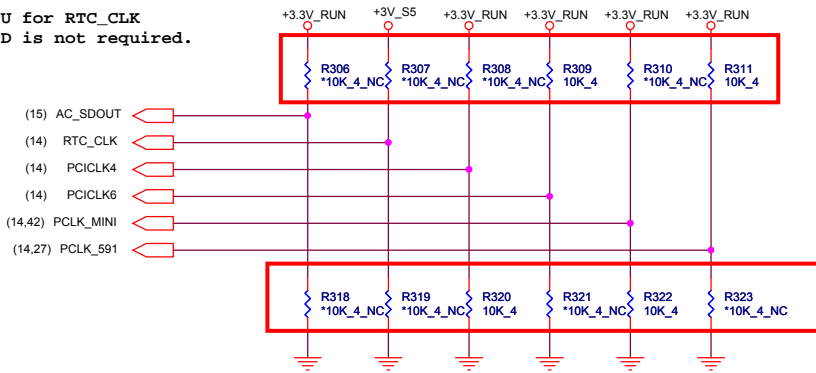 U for RTC_CLK
D is not required.
+3.3V_RUN +3V_S5 +3.3V_RUN +3.3V_RUN +3.3V_RUN +3.3V_RUN
R306 R307 R308 R309 R310 R311
*10K_4_NC *10K_4_NC *10K_4_NC 10K_4 *10K_4_NC 10K_4
(15) AC_SDOUT
(14) RTC_CLK
(14) PCICLK4
(14) PCICLK6
(14,42) PCLK_MINI
(14,27) PCLK_591
R318 R319 R320 R321 R322 R323
*10K_4_NC *10K_4_NC 10K_4 *10K_4_NC 10K_4 *10K_4_NC